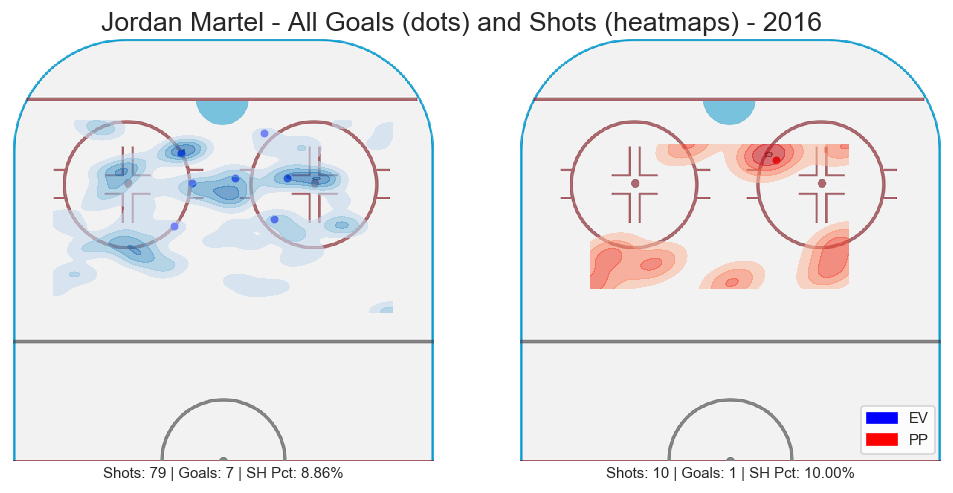 Jordan Martel - All Goals (dots) and Shots (heatmaps) - 2016
EV
PP
Shots: 79 | Goals: 7 | SH Pct: 8.86%
Shots: 10 | Goals: 1 | SH Pct: 10.00%